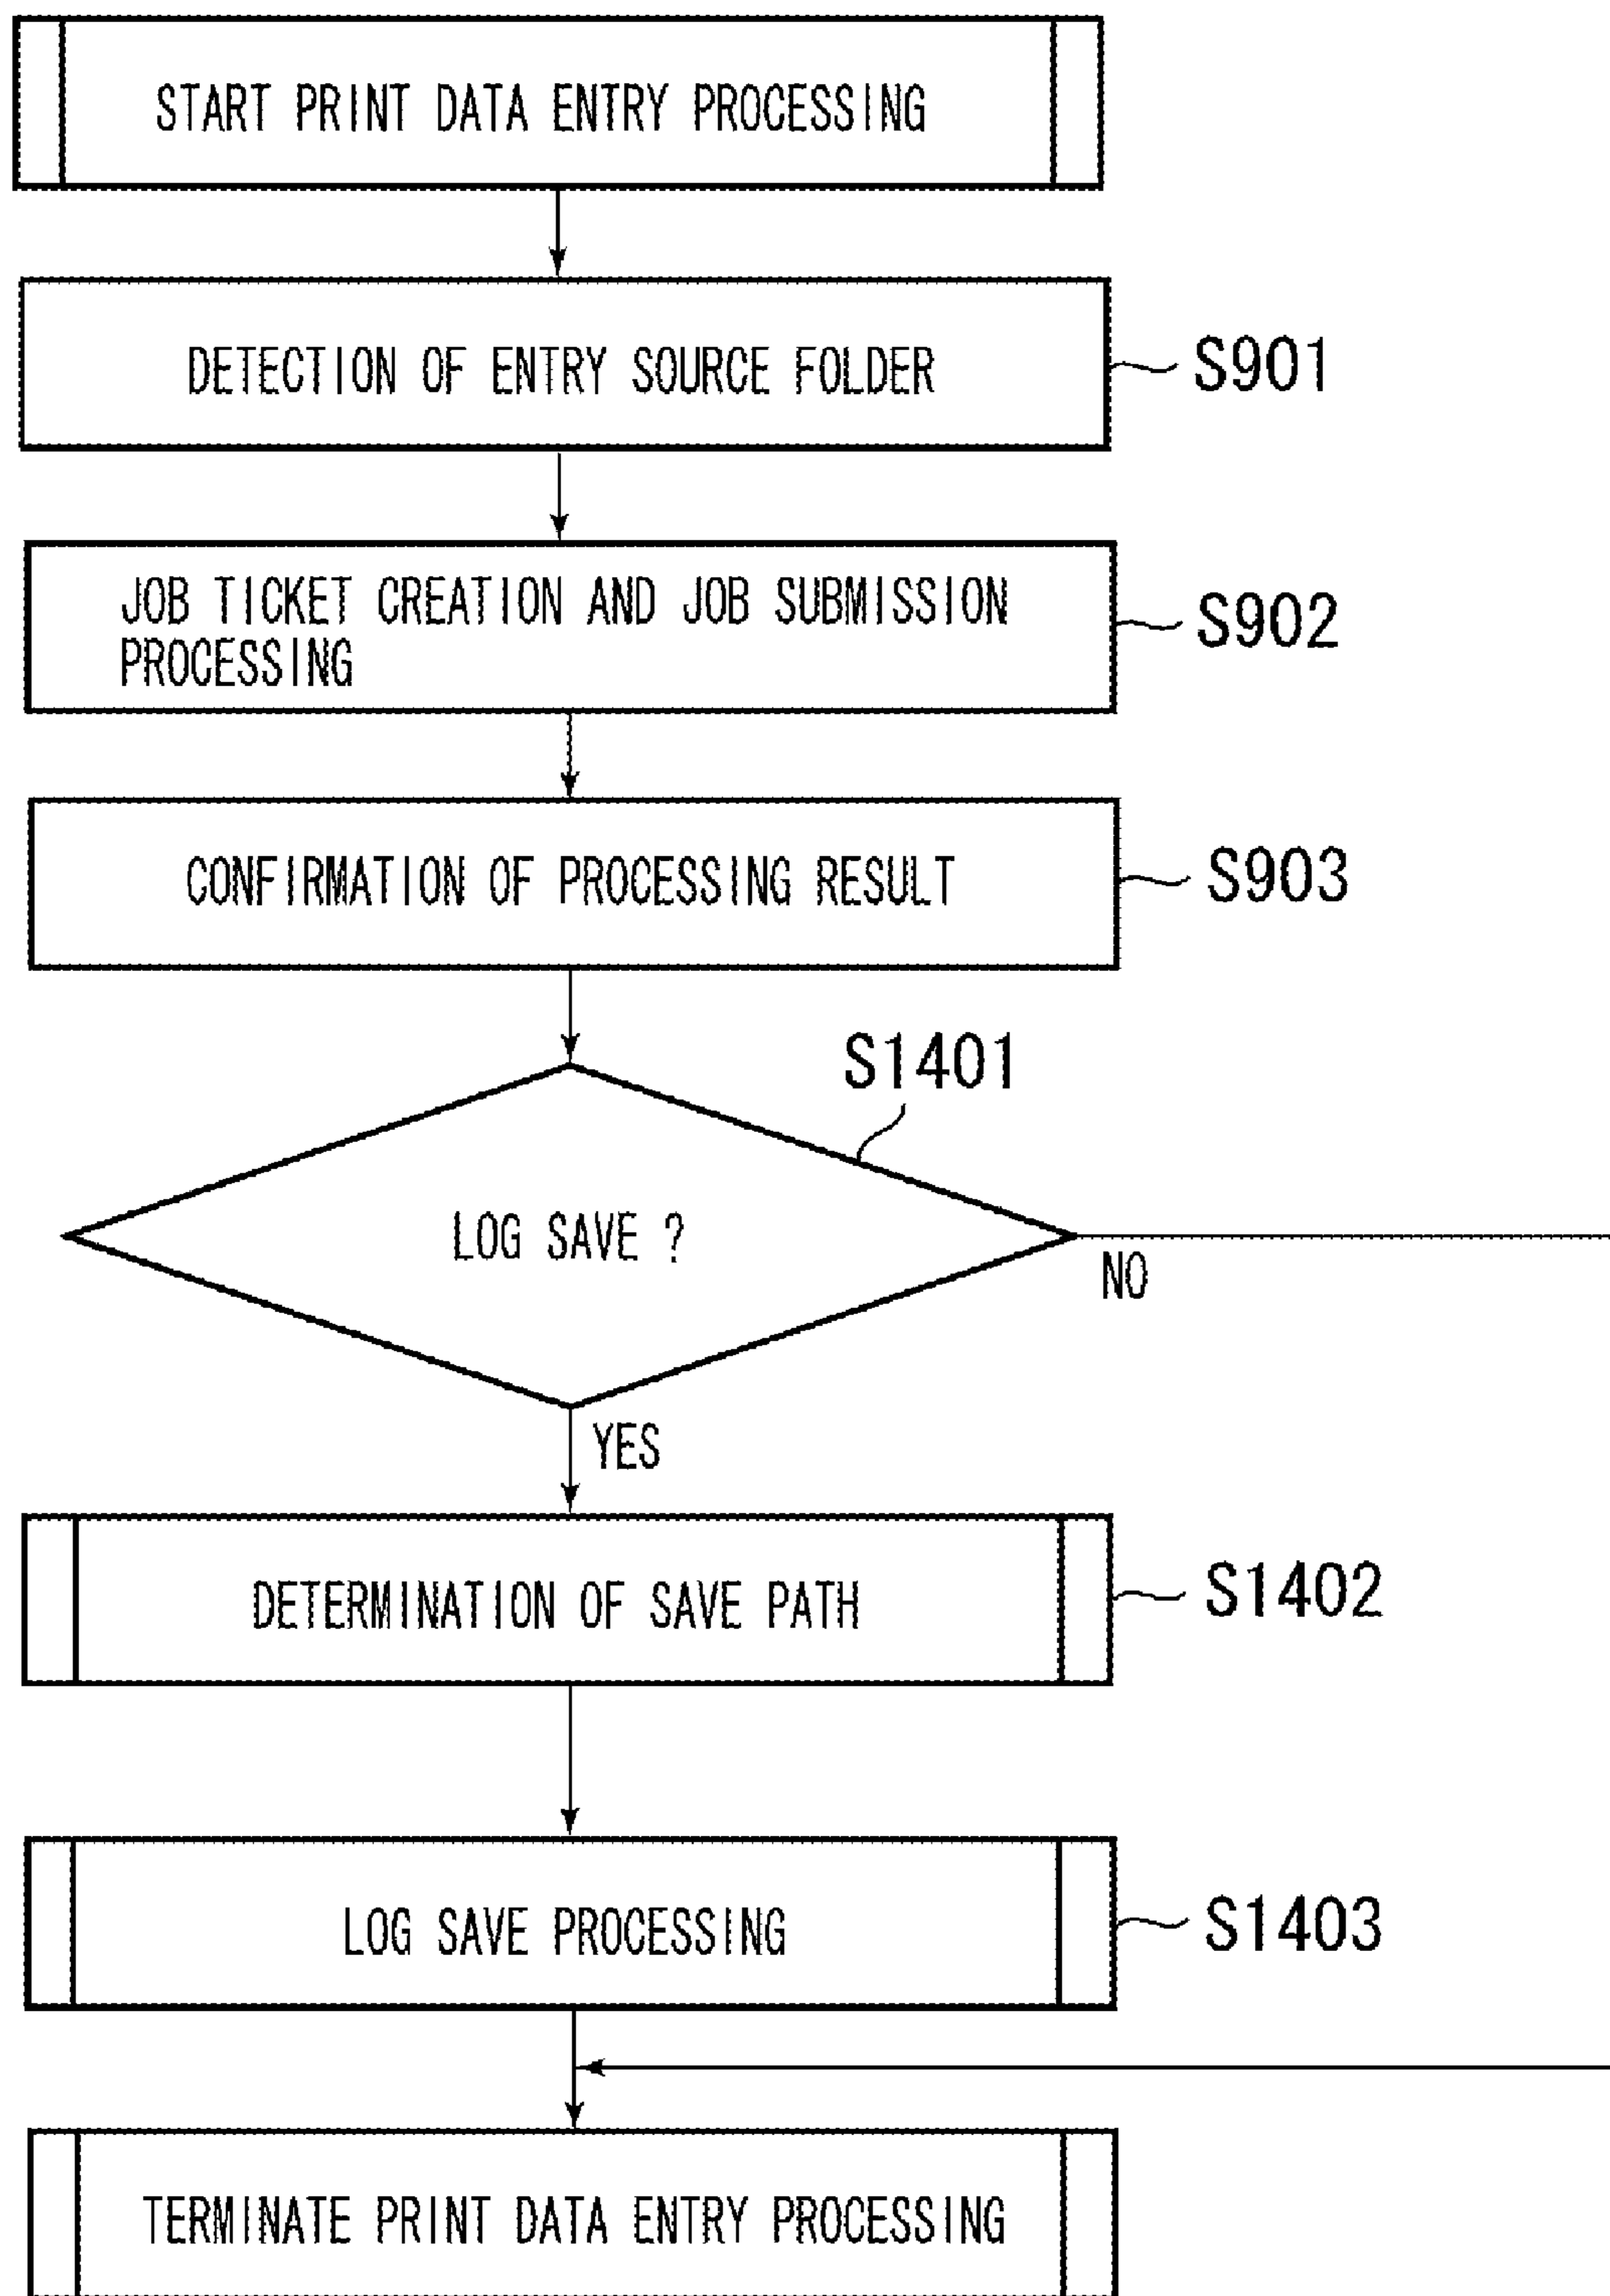 START PRINT DATA ENTRY PROCESSING
DETECTION OF ENTRY SOURCE FOLDER
S901
JOB TICKET CREATION AND JOB SUBMISSION
PROCESSING
S902
CONFIRMATION OF PROCESSING RESULT
S903
S1401
LOG SAVE ?
NO
YES
DETERMINATION OF SAVE PATH
S1402
LOG SAVE PROCESSING
S1403
TERMINATE PRINT DATA ENTRY PROCESSING